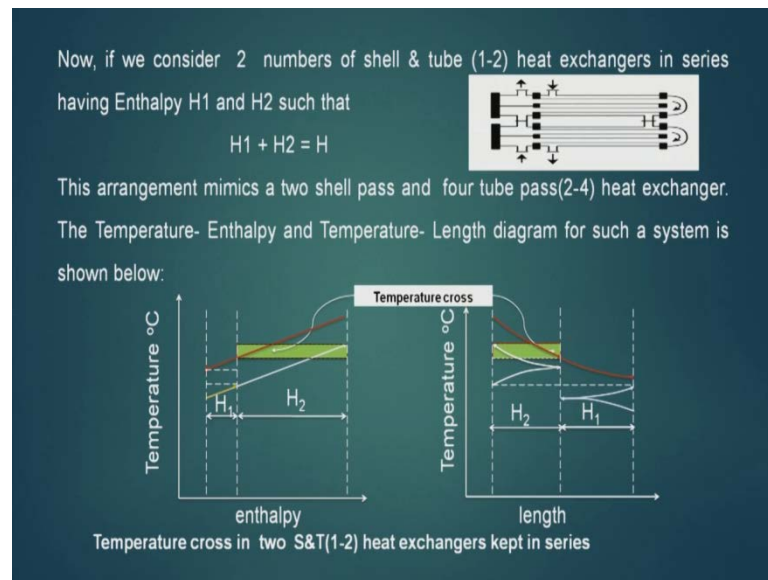 Now, if we consider 2 numbers of shell & tube (1-2) heat exchangers in series
having Enthalpy H1 and H2 such that
H1 + H2 = H
This arrangement mimics a two shell pass and four tube pass(2-4) heat exchanger.
The Temperature- Enthalpy and Temperature- Length diagram for such a system is
shown below:
Temperature cross
Temperature ºC
H₁
H₂
enthalpy
Temperature ºC
H₂
H₁
length
Temperature cross in two S&T(1-2) heat exchangers kept in series